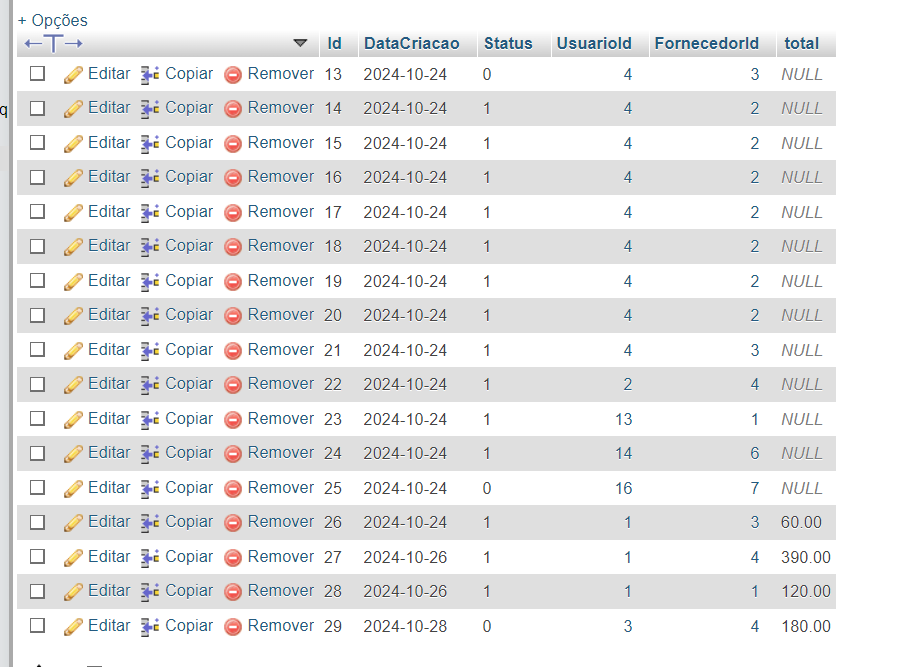 + Opções
Id DataCriacao Status UsuarioId FornecedorId total
Editar Copiar Remover 13 2024-10-24 0 4 3 NULL
q
Editar Copiar Remover 14 2024-10-24 1 4 2 NULL
Editar Copiar Remover 15 2024-10-24 1 4 2 NULL
Editar Copiar Remover 16 2024-10-24 1 4 2 NULL
Editar Copiar Remover 17 2024-10-24 1 4 2 NULL
Editar Copiar Remover 18 2024-10-24 1 4 2 NULL
Editar Copiar Remover 19 2024-10-24 1 4 2 NULL
Editar Copiar Remover 20 2024-10-24 1 4 2 NULL
Editar Copiar Remover 21 2024-10-24 1 4 3 NULL
Editar Copiar Remover 22 2024-10-24 1 2 4 NULL
Editar Copiar Remover 23 2024-10-24 1 13 1 NULL
Editar Copiar Remover 24 2024-10-24 1 14 6 NULL
Editar Copiar Remover 25 2024-10-24 0 16 7 NULL
Editar Copiar Remover 26 2024-10-24 1 1 3 60.00
Editar Copiar Remover 27 2024-10-26 1 1 4 390.00
Editar Copiar Remover 28 2024-10-26 1 1 1 120.00
Editar Copiar Remover 29 2024-10-28 0 3 4 180.00